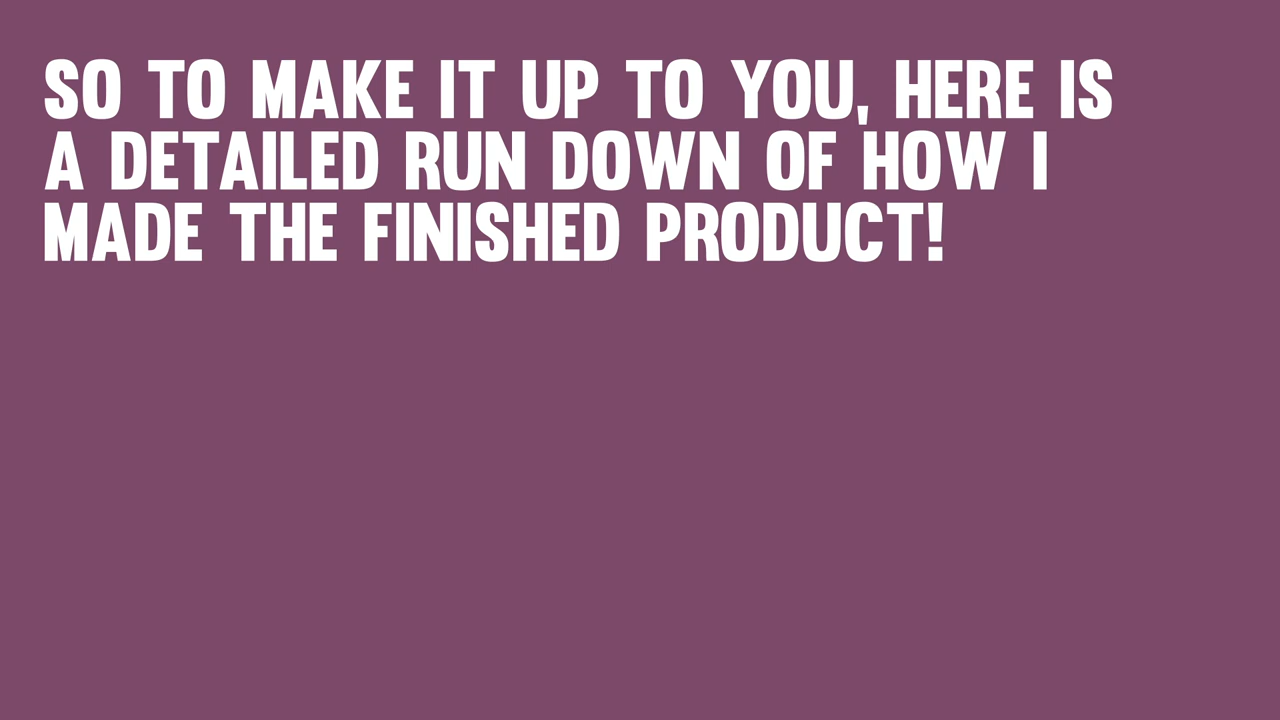 SO TO MAKE IT UP TO YOU, HERE IS
A DETAILED RUN DOWN OF HOW I
MADE THE FINISHED PRODUCT!